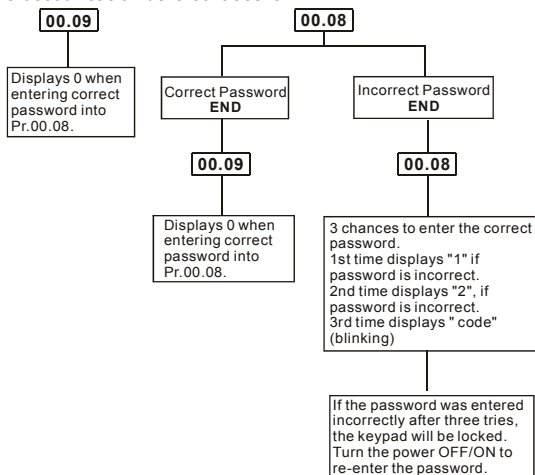 00.09
00.08
Displays 0 when
entering correct
password into
Pr.00.08.
Correct Password
END
Incorrect Password
END
00.09
00.08
Displays 0 when
entering correct
password into
Pr.00.08.
3 chances to enter the correct
password.
1st time displays "1" if
password is incorrect.
2nd time displays "2", if
password is incorrect.
3rd time displays " code"
(blinking)
If the password was entered
incorrectly after three tries,
the keypad will be locked.
Turn the power OFF/ON to
re-enter the password.